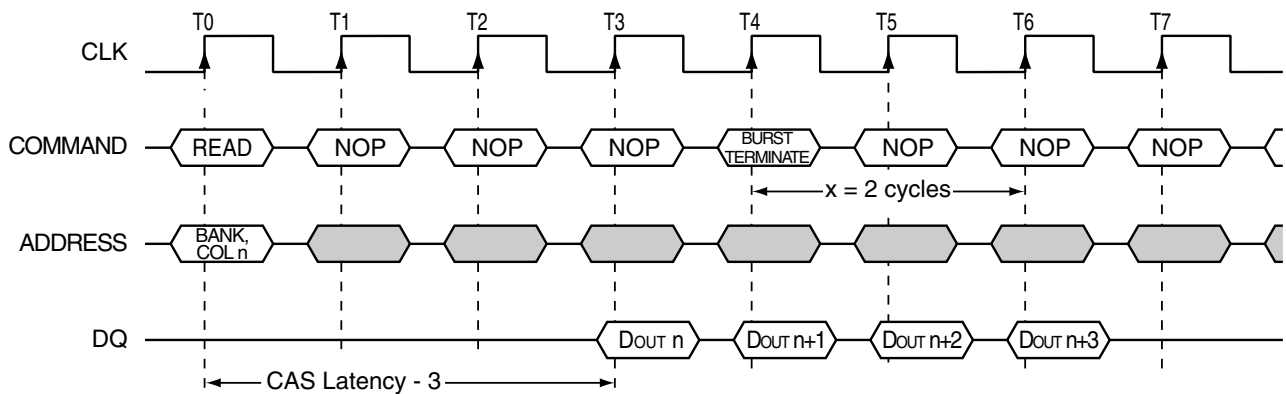 T0 T1 T2 T3 T4 T5 T6 T7
CLK
COMMAND READ NOP NOP NOP BURST TERMINATE NOP NOP NOP
x = 2 cycles
ADDRESS BANK, COL n
DQ DOUT n DOUT n+1 DOUT n+2 DOUT n+3
CAS Latency - 3